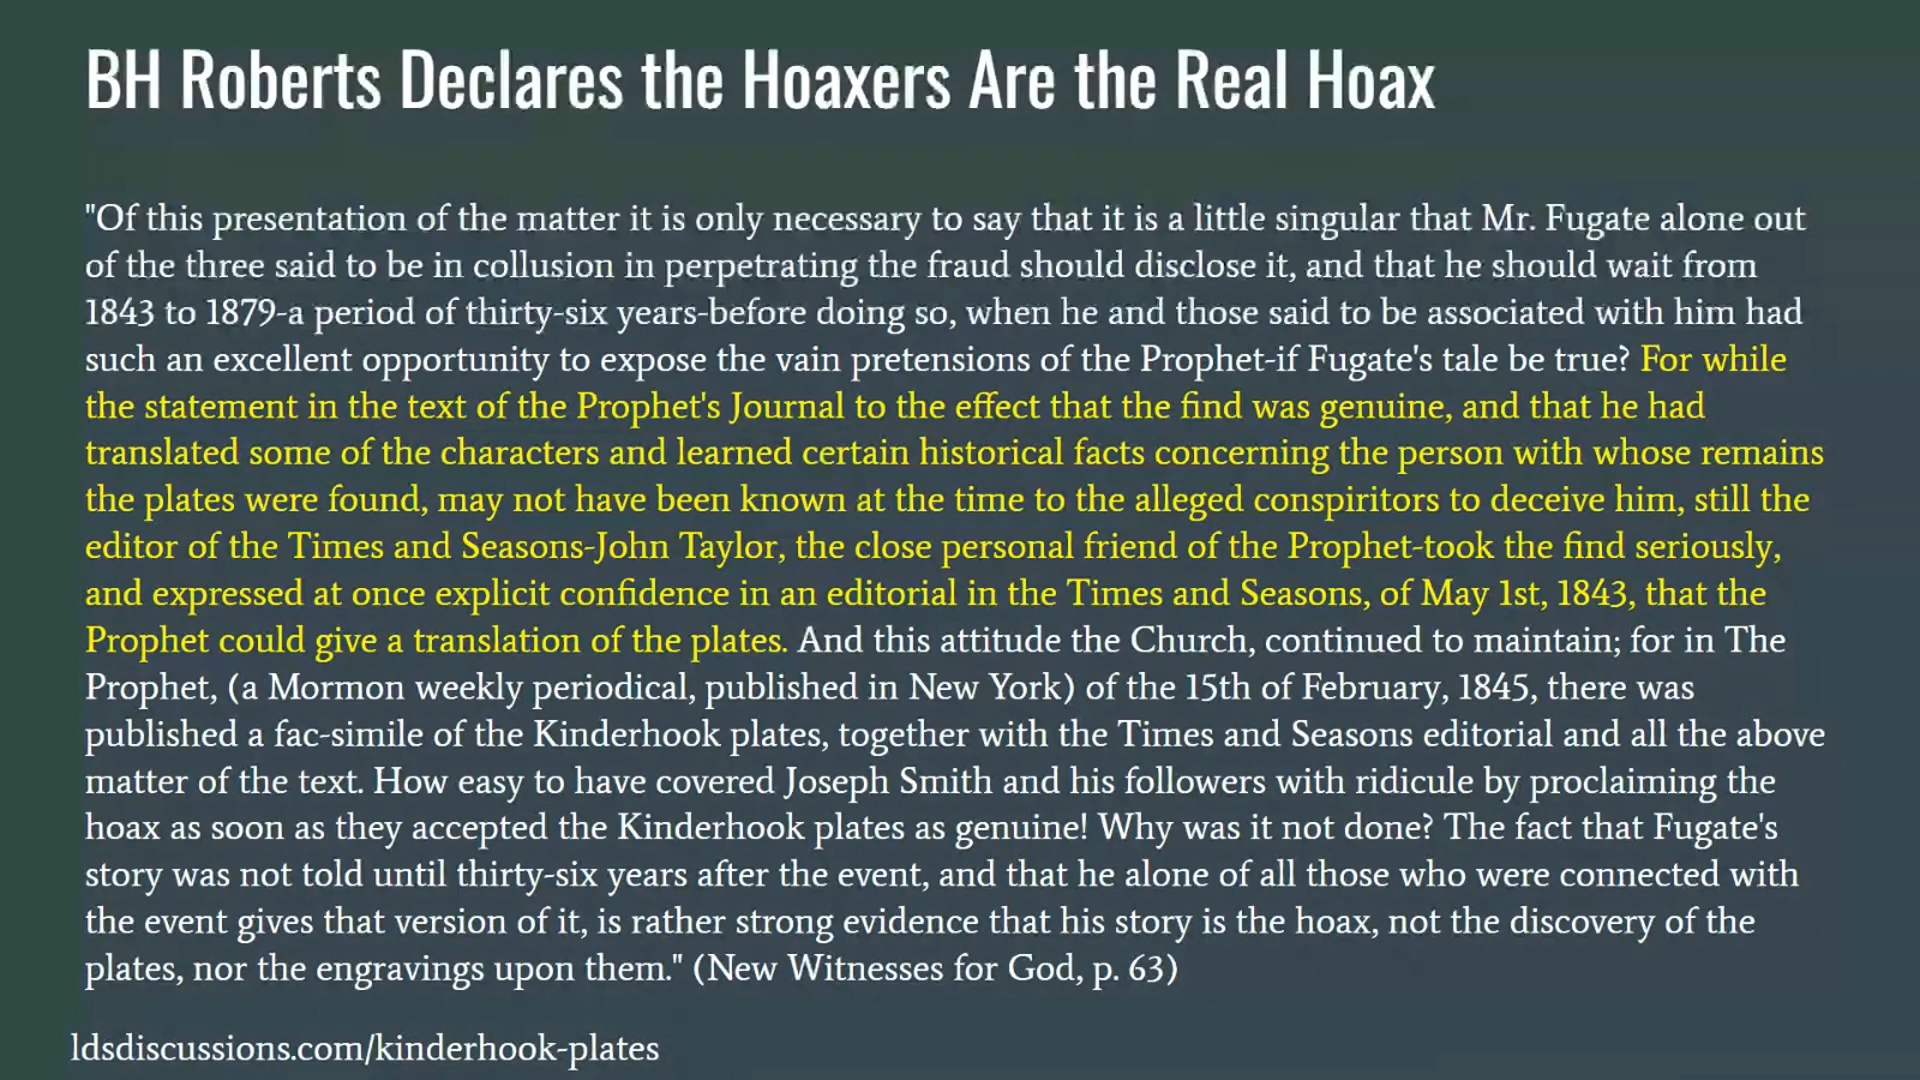 BH Roberts Declares the Hoaxers Are the Real Hoax
"Of this presentation of the matter it is only necessary to say that it is a little singular that Mr. Fugate alone out
of the three said to be in collusion in perpetrating the fraud should disclose it, and that he should wait from
1843 to 1879-a period of thirty-six years-before doing so, when he and those said to be associated with him had
such an excellent opportunity to expose the vain pretensions of the Prophet-if Fugate's tale be true? For while
the statement in the text of the Prophet's Journal to the effect that the find was genuine, and that he had
translated some of the characters and learned certain historical facts concerning the person with whose remains
the plates were found, may not have been known at the time to the alleged conspiritors to deceive him, still the
editor of the Times and Seasons-John Taylor, the close personal friend of the Prophet-took the find seriously,
and expressed at once explicit confidence in an editorial in the Times and Seasons, of May 1st, 1843, that the
Prophet could give a translation of the plates. And this attitude the Church, continued to maintain; for in The
Prophet, (a Mormon weekly periodical, published in New York) of the 15th of February, 1845, there was
published a fac-simile of the Kinderhook plates, together with the Times and Seasons editorial and all the above
matter of the text. How easy to have covered Joseph Smith and his followers with ridicule by proclaiming the
hoax as soon as they accepted the Kinderhook plates as genuine! Why was it not done? The fact that Fugate's
story was not told until thirty-six years after the event, and that he alone of all those who were connected with
the event gives that version of it, is rather strong evidence that his story is the hoax, not the discovery of the
plates, nor the engravings upon them." (New Witnesses for God, p. 63)
ldsdiscussions.com/kinderhook-plates